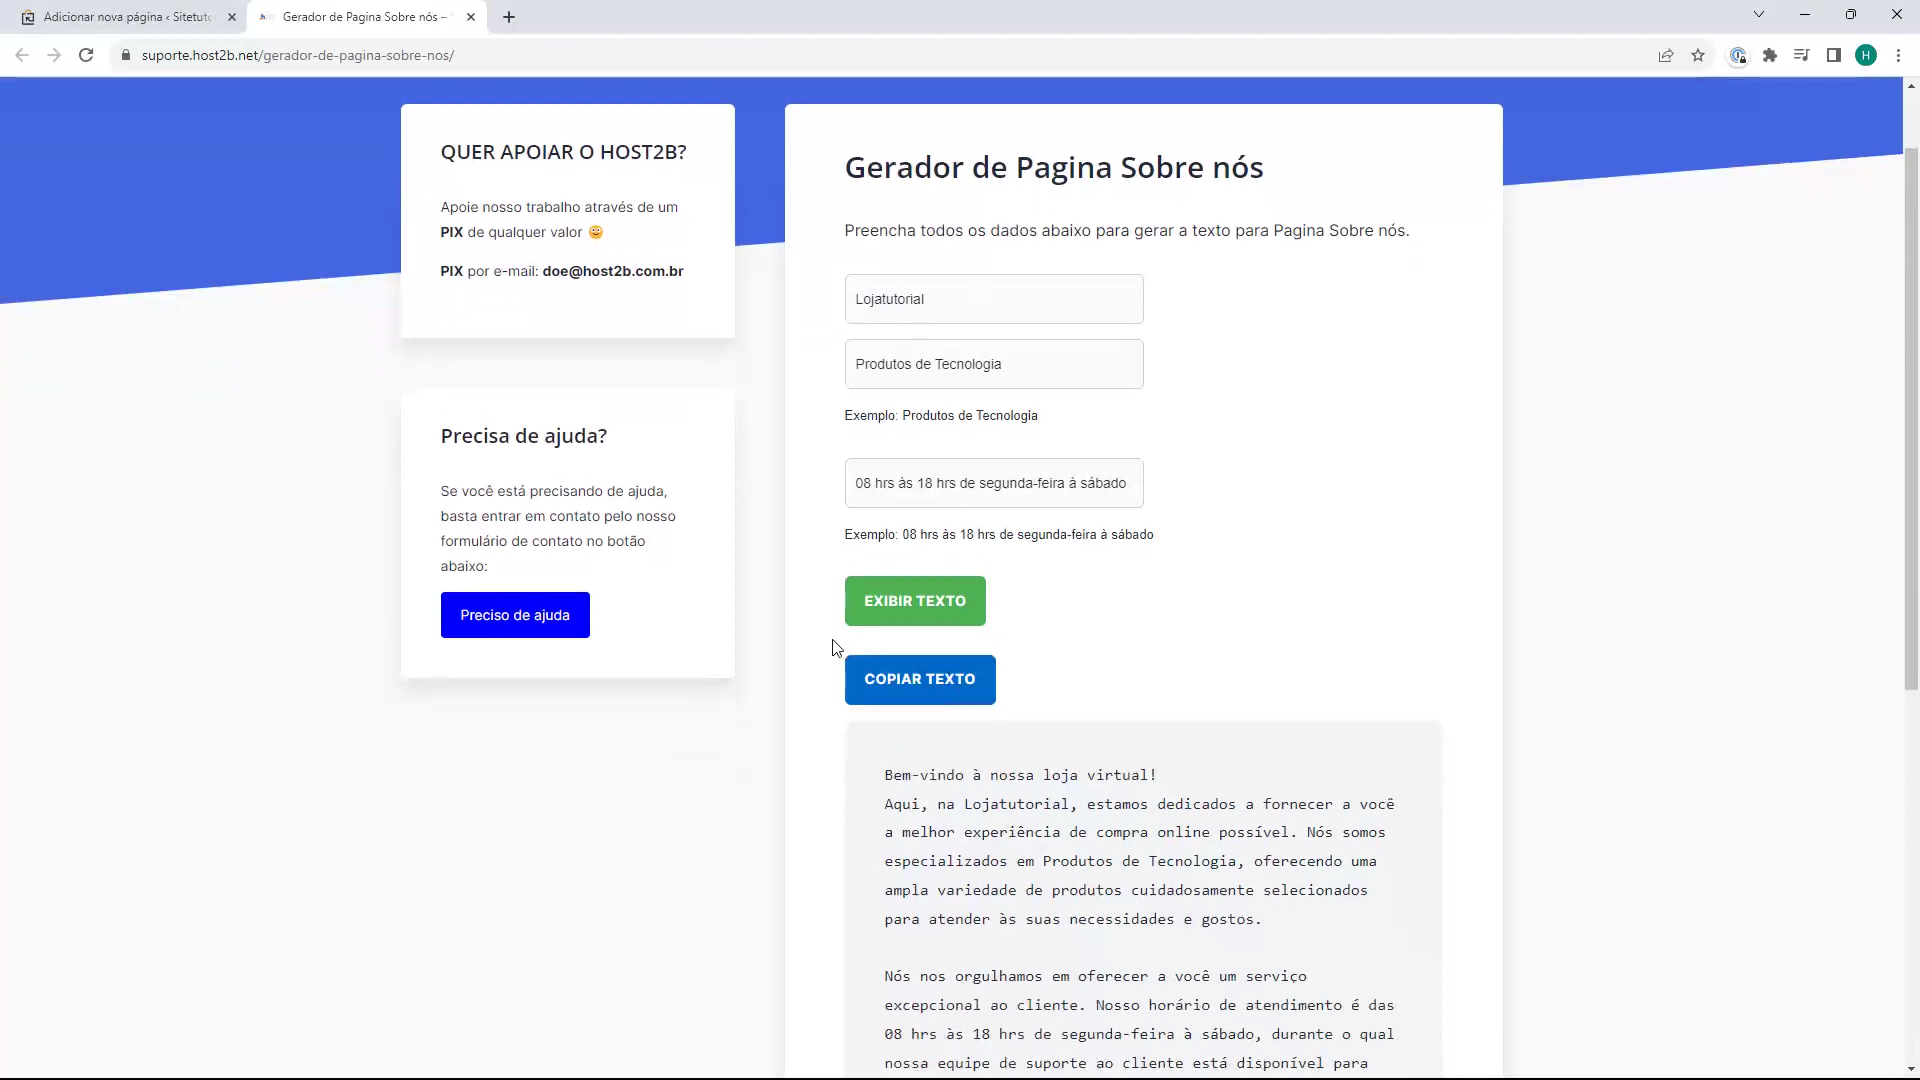 Adicionar nova página ‹ Sitetuto
Gerador de Pagina Sobre nós –
suporte.host2b.net/gerador-de-pagina-sobre-nos/
H
QUER APOIAR O HOST2B?
Apoie nosso trabalho através de um
PIX de qualquer valor
PIX por e-mail: doe@host2b.com.br
Precisa de ajuda?
Se você está precisando de ajuda,
basta entrar em contato pelo nosso
formulário de contato no botão
abaixo:
Preciso de ajuda
Gerador de Pagina Sobre nós
Preencha todos os dados abaixo para gerar a texto para Pagina Sobre nós.
Lojatutorial
Produtos de Tecnologia
Exemplo: Produtos de Tecnologia
08 hrs às 18 hrs de segunda-feira à sábado
Exemplo: 08 hrs às 18 hrs de segunda-feira à sábado
EXIBIR TEXTO
COPIAR TEXTO
Bem-vindo à nossa loja virtual!
Aqui, na Lojatutorial, estamos dedicados a fornecer a você
a melhor experiência de compra online possível. Nós somos
especializados em Produtos de Tecnologia, oferecendo uma
ampla variedade de produtos cuidadosamente selecionados
para atender às suas necessidades e gostos.
Nós nos orgulhamos em oferecer a você um serviço
excepcional ao cliente. Nosso horário de atendimento é das
08 hrs às 18 hrs de segunda-feira à sábado, durante o qual
nossa equipe de suporte ao cliente está disponível para